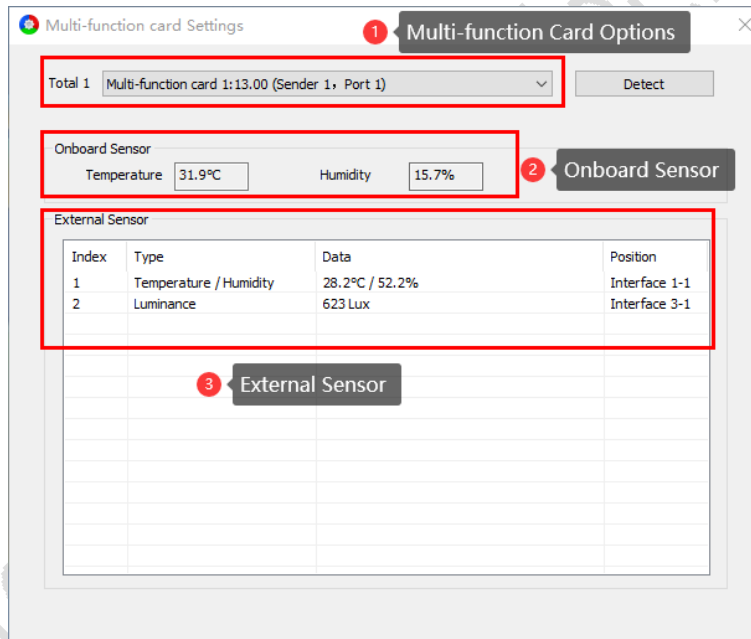 Multi-function card Settings
1 Multi-function Card Options
Total 1 Multi-function card 1:13.00 (Sender 1, Port 1) Detect
Onboard Sensor
Temperature 31.9℃ Humidity 15.7%
2 Onboard Sensor
External Sensor
Index Type Data Position
1 Temperature / Humidity 28.2℃ / 52.2% Interface 1-1
2 Luminance 623 Lux Interface 3-1
3 External Sensor